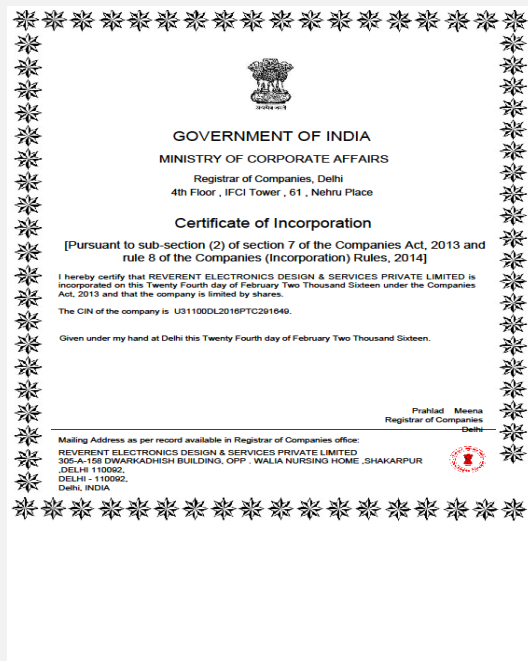 सत्यमेव जयते
GOVERNMENT OF INDIA
MINISTRY OF CORPORATE AFFAIRS
Registrar of Companies, Delhi
4th Floor , IFCI Tower , 61 , Nehru Place
Certificate of Incorporation
[Pursuant to sub-section (2) of section 7 of the Companies Act, 2013 and
rule 8 of the Companies (Incorporation) Rules, 2014]
I hereby certify that REVERENT ELECTRONICS DESIGN & SERVICES PRIVATE LIMITED is
incorporated on this Twenty Fourth day of February Two Thousand Sixteen under the Companies
Act, 2013 and that the company is limited by shares.
The CIN of the company is U31100DL2016PTC291649.
Given under my hand at Delhi this Twenty Fourth day of February Two Thousand Sixteen.
Prahlad Meena
Registrar of Companies
Delhi
Mailing Address as per record available in Registrar of Companies office:
REVERENT ELECTRONICS DESIGN & SERVICES PRIVATE LIMITED
305-A-158 DWARKADHISH BUILDING, OPP . WALIA NURSING HOME ,SHAKARPUR
,DELHI 110092,
DELHI - 110092,
Delhi, INDIA